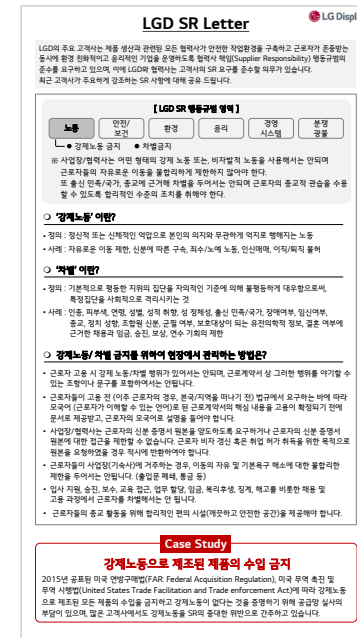 LGD SR Letter
LG Displ
LGD의 주요 고객사는 제품 생산과 관련된 모든 협력사가 안전한 작업환경을 구축하고 근로자가 존중받는
동시에 환경 친화적이고 윤리적인 기업을 운영하도록 협력사 책임(Supplier Responsibility) 행동규범의
준수를 요구하고 있으며, 이에 LGD와 협력사는 고객사의 SR 요구를 준수할 의무가 있습니다.
최근 고객사가 주요하게 강조하는 SR 사항에 대해 공유 드립니다.
[ LGD SR 행동규범 영역 ]
노동
안전/
보건
환경
윤리
경영
시스템
분쟁
광물
• 강제노동 금지 • 차별금지
※ 사업장/협력사는 어떤 형태의 강제 노동 또는, 비자발적 노동을 사용해서는 안되며
근로자들의 자유로운 이동을 불합리하게 제한하지 않아야 한다.
또 출신 민족/국가, 종교에 근거해 차별을 두어서는 안되며 근로자의 종교적 관습을 수용
할 수 있도록 합리적인 수준의 조치를 취해야 한다.
❍ '강제노동' 이란?
• 정의 : 정신적 또는 신체적인 억압으로 본인의 의지와 무관하게 억지로 행해지는 노동
• 사례 : 자유로운 이동 제한, 신분에 따른 구속, 죄수/노예 노동, 인신매매, 이직/퇴직 불허
❍ '차별' 이란?
• 정의 : 기본적으로 평등한 지위의 집단을 자의적인 기준에 의해 불평등하게 대우함으로써,
특정집단을 사회적으로 격리시키는 것
• 사례 : 인종, 피부색, 연령, 성별, 성적 취향, 성 정체성, 출신 민족/국가, 장애여부, 임신여부,
종교, 정치 성향, 조합원 신분, 군필 여부, 보호대상이 되는 유전의학적 정보, 결혼 여부에
근거한 채용과 임금, 승진, 보상, 연수 기회의 제한
❍ 강제노동/ 차별 금지를 위하여 현장에서 관리하는 방법은?
• 근로자 고용 시 강제 노동/차별 행위가 있어서는 안되며, 근로계약서 상 그러한 행위를 야기할 수
있는 조항이나 문구를 포함하여서는 안됩니다.
• 근로자들이 고용 전 (이주 근로자의 경우, 본국/지역을 떠나기 전) 법규에서 요구하는 바에 따라
모국어 (근로자가 이해할 수 있는 언어)로 된 근로계약서의 핵심 내용을 고용이 확정되기 전에
문서로 제공받고, 근로자의 모국어로 설명을 들어야 합니다.
• 사업장/협력사는 근로자의 신분 증명서 원본을 양도하도록 요구하거나 근로자의 신분 증명서
원본에 대한 접근을 제한할 수 없습니다. 근로자 비자 갱신 혹은 취업 허가 취득을 위한 목적으로
원본을 요청하였을 경우 적시에 반환하여야 합니다.
• 근로자들이 사업장(기숙사)에 거주하는 경우, 이동의 자유 및 기본욕구 해소에 대한 불합리한
제한을 두어서는 안됩니다. (출입문 폐쇄, 통금 등)
• 입사 지원, 승진, 보수, 교육 접근, 업무 할당, 임금, 복리후생, 징계, 해고를 비롯한 채용 및
고용 과정에서 근로자를 차별해서는 안 됩니다.
• 근로자들의 종교 활동을 위해 합리적인 편의 시설(깨끗하고 안전한 공간)을 제공해야 합니다.
Case Study
강제노동으로 제조된 제품의 수입 금지
2015년 공표된 미국 연방구매법(FAR: Federal Acquisition Regulation), 미국 무역 촉진 및
무역 시행법(United States Trade Facilitation and Trade enforcement Act)에 따라 강제노동
으로 제조된 모든 제품의 수입을 금지하고 강제노동이 없다는 것을 증명하기 위해 공급망 실사의
부담이 있으며, 많은 고객사에서도 강제노동을 SR의 중대한 위반으로 간주하고 있습니다.